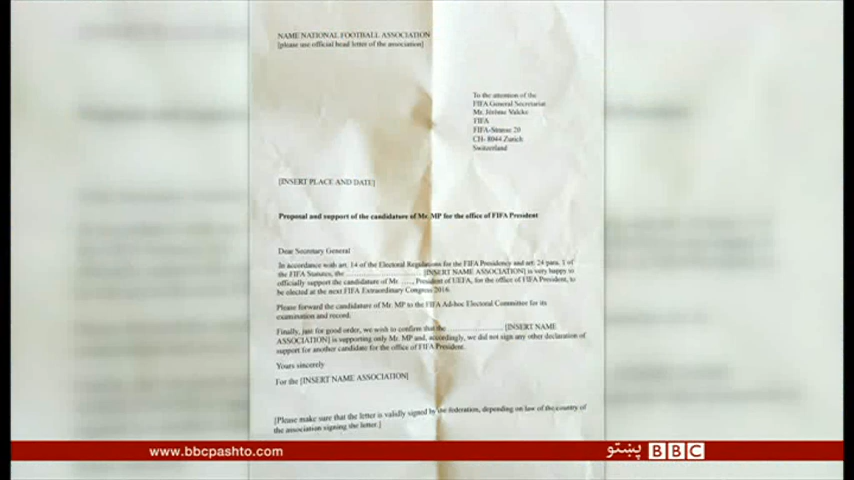 NAME NATIONAL FOOTBALL ASSOCIATION
[please use official head letter of the association]
To the attention of the
FIFA General Secretariat
Mr. Jérôme Valcke
FIFA
FIFA-Strasse 20
CH- 8044 Zurich
Switzerland
[INSERT PLACE AND DATE]
Proposal and support of the candidature of Mr. MP for the office of FIFA President
Dear Secretary General
In accordance with art. 14 of the Electoral Regulations for the FIFA Presidency and art. 24 para. 1 of
the FIFA Statutes, the ........................ [INSERT NAME ASSOCIATION] is very happy to
officially support the candidature of Mr. ...., President of UEFA, for the office of FIFA President, to
be elected at the next FIFA Extraordinary Congress 2016.
Please forward the candidature of Mr. MP to the FIFA Ad-hoc Electoral Committee for its
examination and record.
Finally, just for good order, we wish to confirm that the ........................ [INSERT NAME
ASSOCIATION] is supporting only Mr. MP and, accordingly, we did not sign any other declaration of
support for another candidate for the office of FIFA President.
Yours sincerely
For the [INSERT NAME ASSOCIATION]
[Please make sure that the letter is validly signed by the federation, depending on law of the country of
the association signing the letter.]
www.bbcpashto.com
پښتو BBC